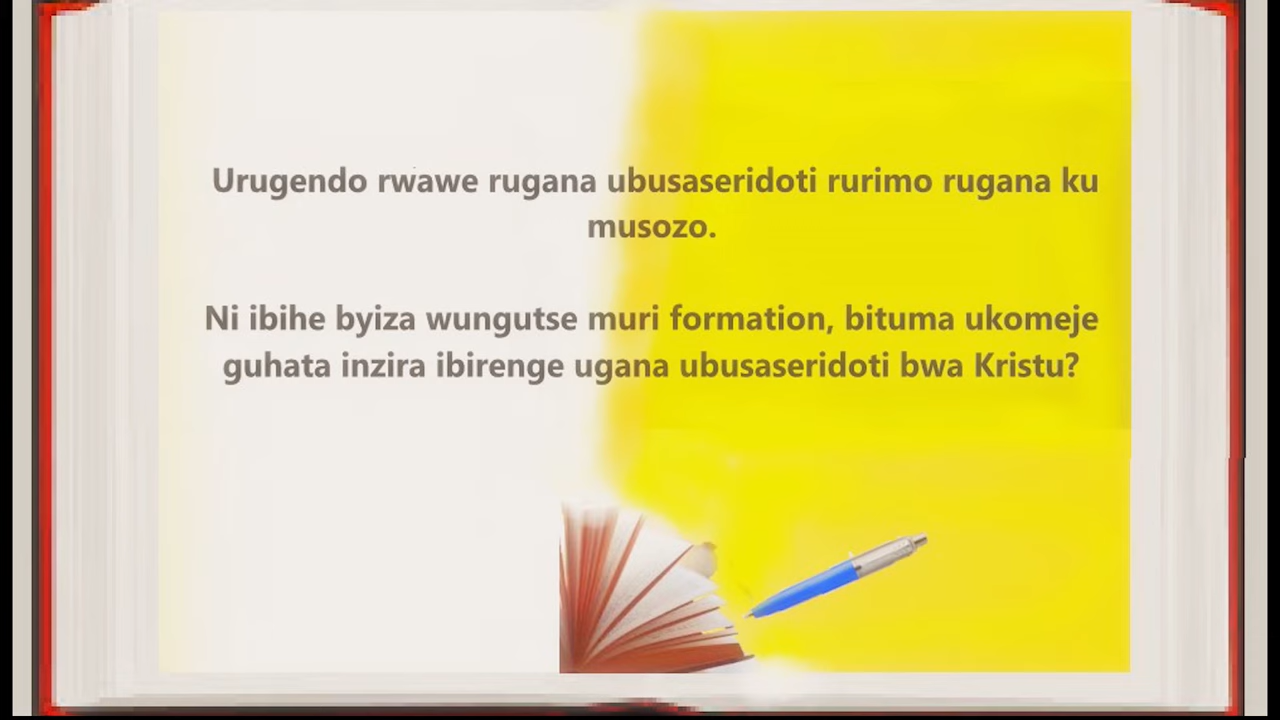 Urugendo rwawe rugana ubusaseridoti rurimo rugana ku
musozo.
Ni ibihe byiza wungutse muri formation, bituma ukomeje
guhata inzira ibirenge ugana ubusaseridoti bwa Kristu?